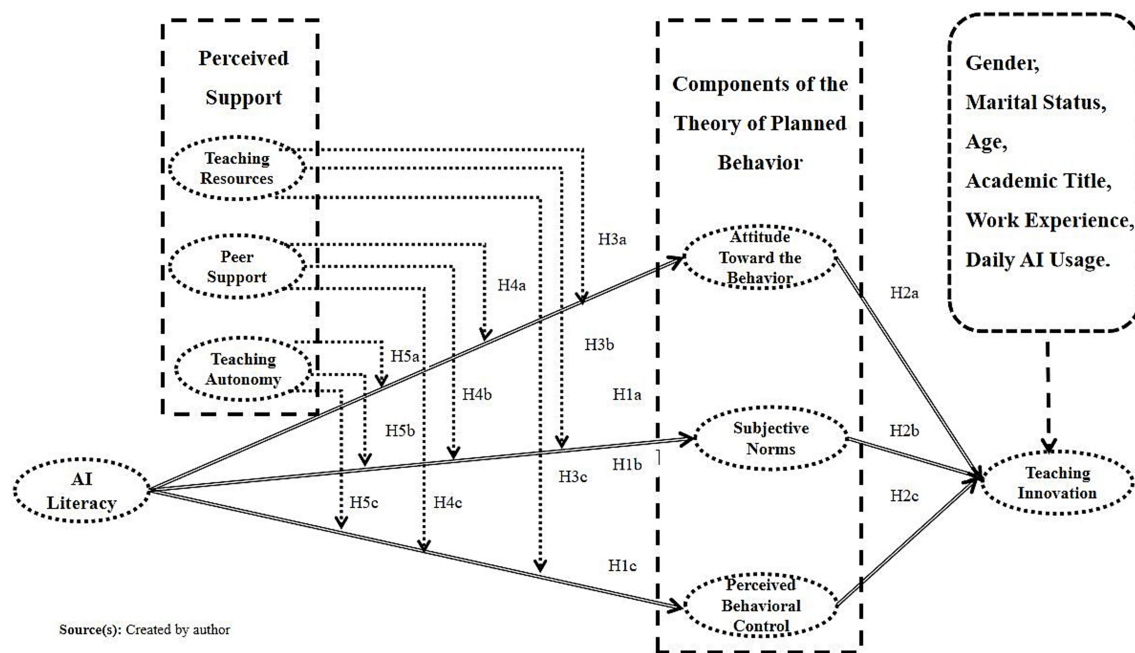 Perceived
Support
Teaching
Resources
Peer
Support
Teaching
Autonomy
AI
Literacy
H3a
H4a
H5a
H3b
H4b
H1a
H5b
H3c
H1b
H5c
H4c
H1c
Components of the
Theory of Planned
Behavior
Attitude
Toward the
Behavior
Subjective
Norms
Perceived
Behavioral
Control
H2a
H2b
H2c
Gender,
Marital Status,
Age,
Academic Title,
Work Experience,
Daily AI Usage.
Teaching
Innovation
Source(s): Created by author